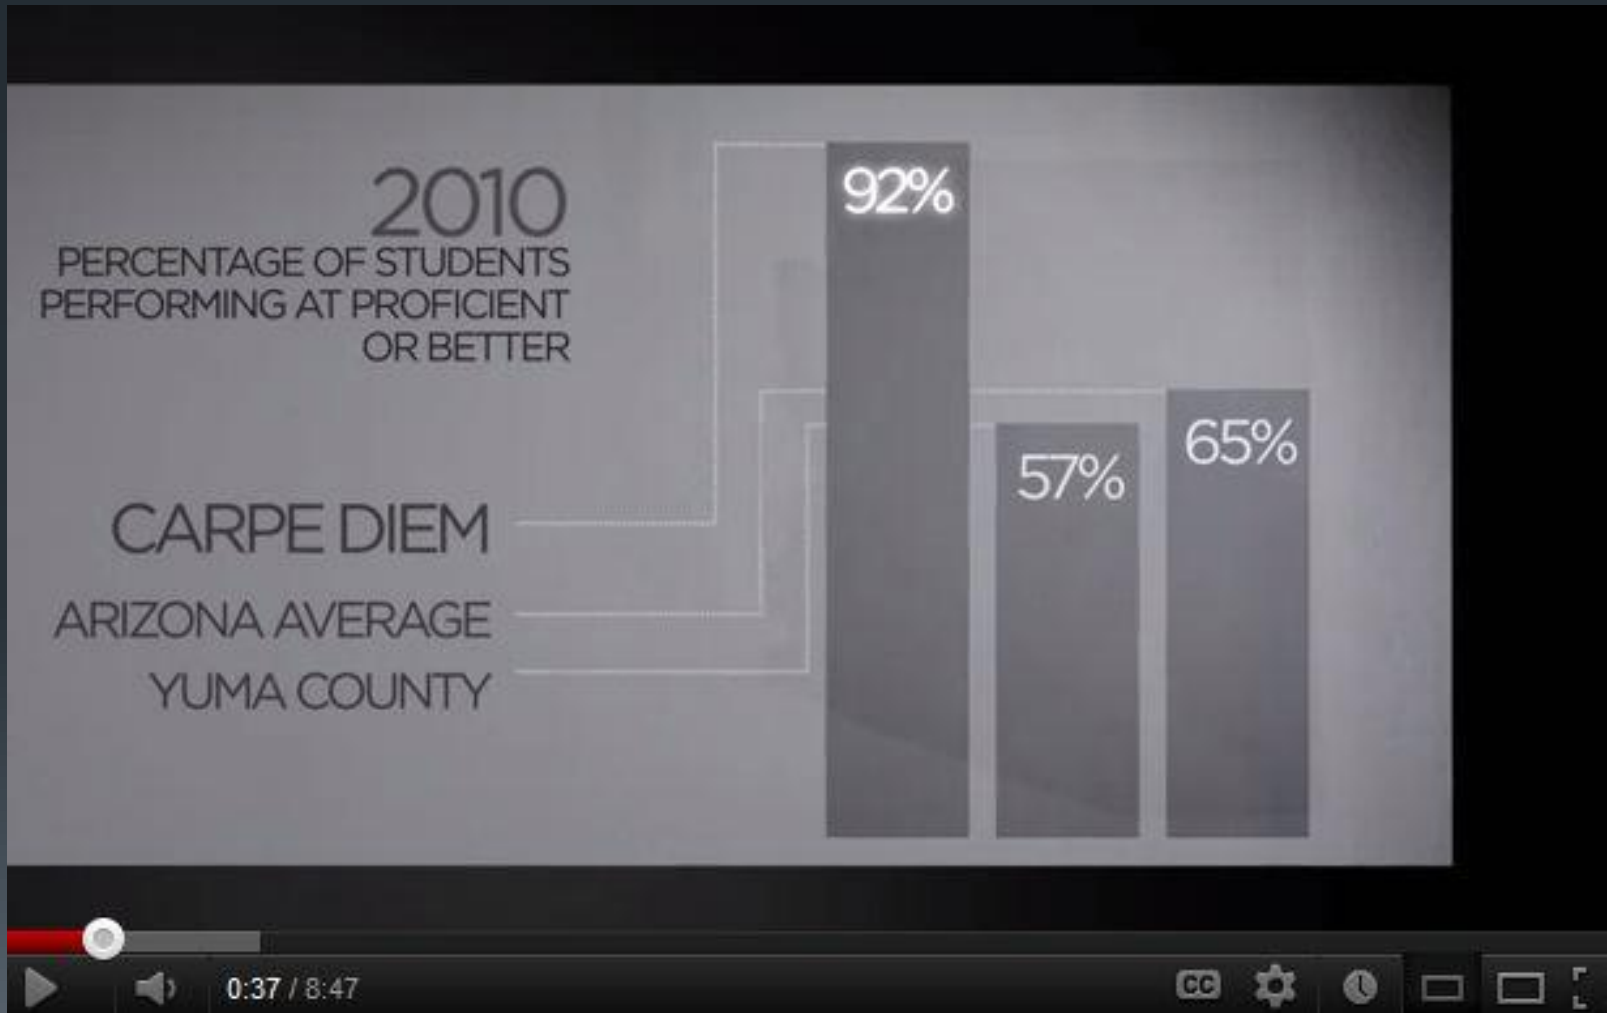 2010
PERCENTAGE OF STUDENTS
PERFORMING AT PROFICIENT
OR BETTER
CARPE DIEM
ARIZONA AVERAGE
YUMA COUNTY
92%
57%
65%
0:37 / 8:47
CC